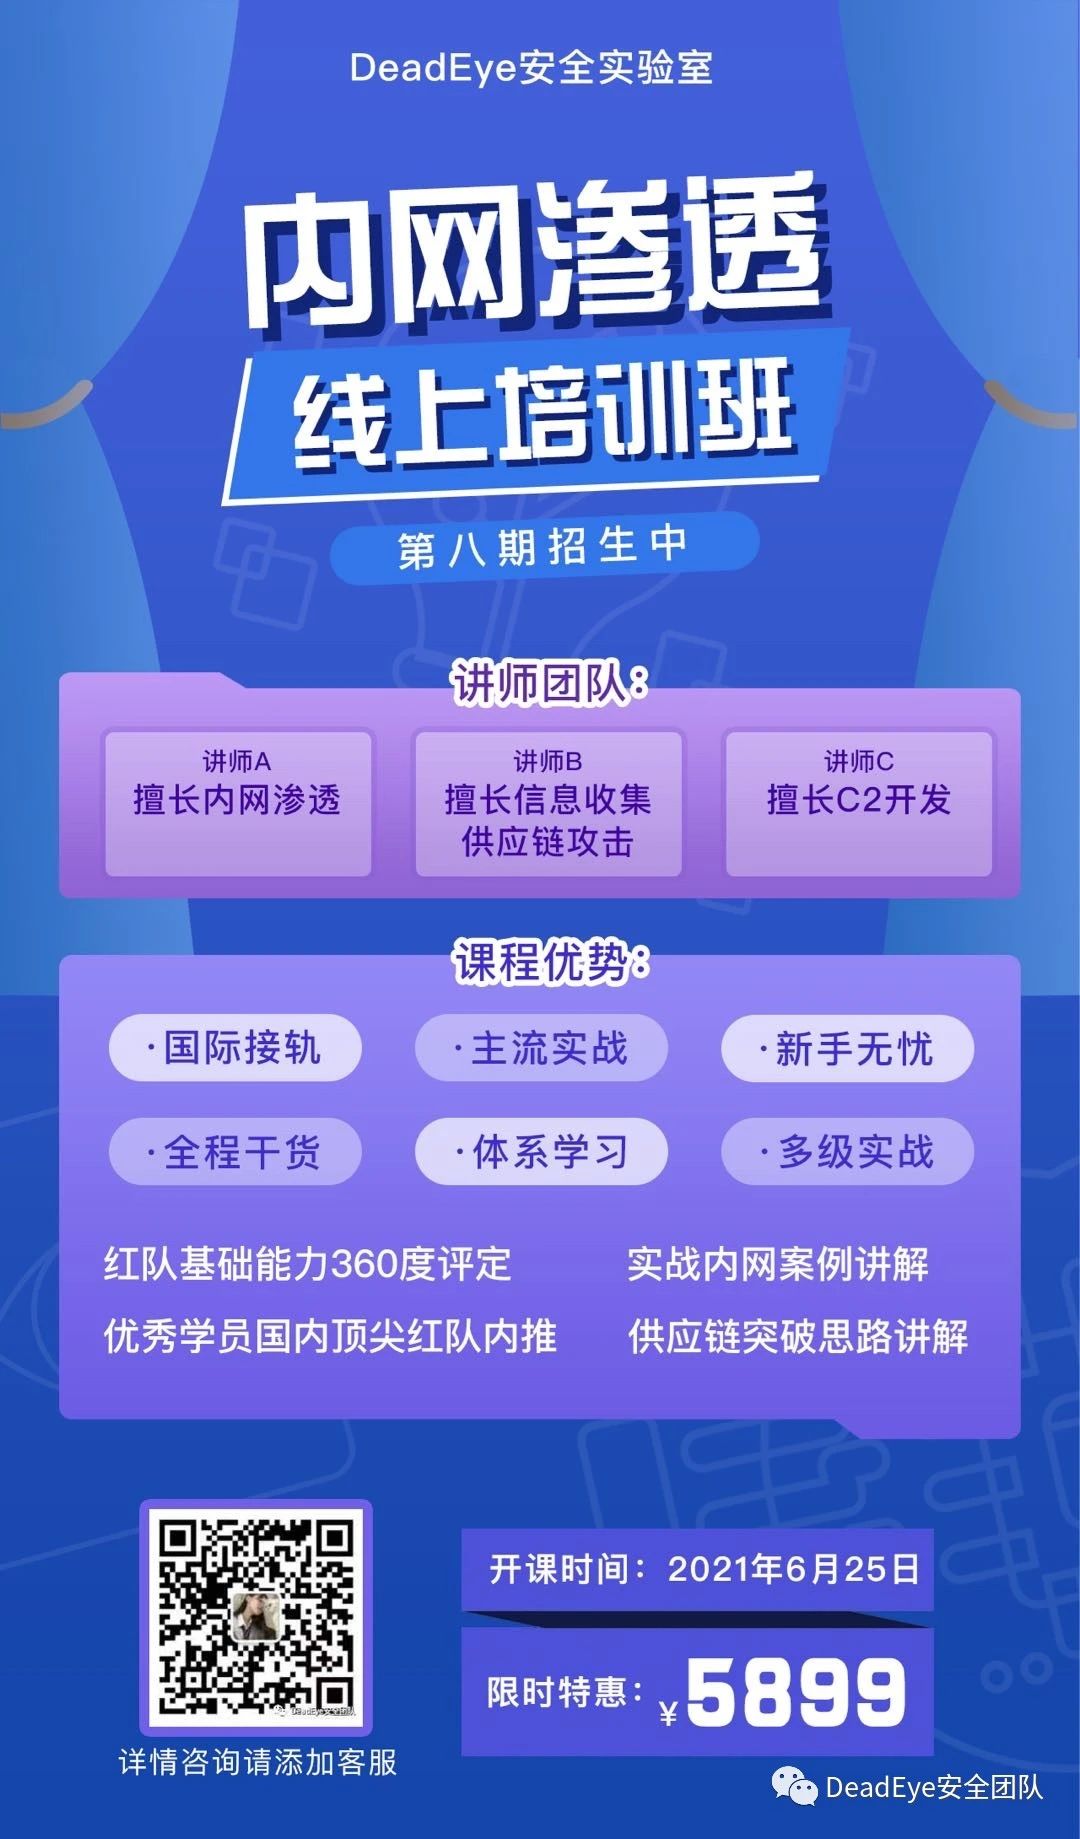 DeadEye安全实验室
内网渗透
线上培训班
第八期招生中
讲师团队：
讲师A
擅长内网渗透
讲师B
擅长信息收集
供应链攻击
讲师C
擅长C2开发
课程优势：
·国际接轨
·主流实战
·新手无忧
·全程干货
·体系学习
·多级实战
红队基础能力360度评定
实战内网案例讲解
优秀学员国内顶尖红队内推
供应链突破思路讲解
DeadEye安全团队
详情咨询请添加客服
开课时间：2021年6月25日
限时特惠：¥5899
DeadEye安全团队